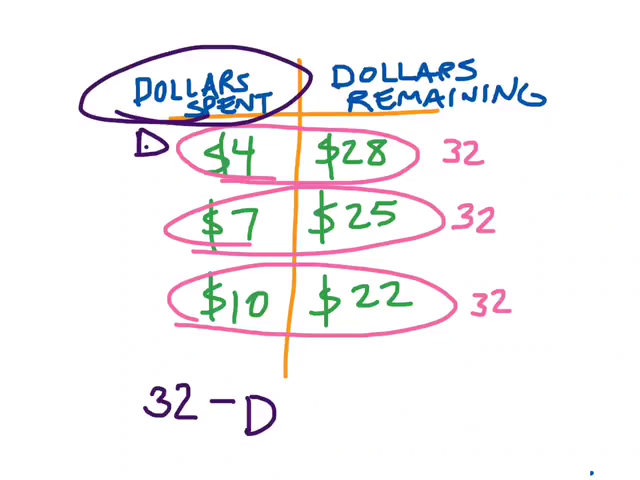 DOLLARS SPENT DOLLARS REMAINING
D $4 $28 32
$7 $25 32
$10 $22 32
32 - D